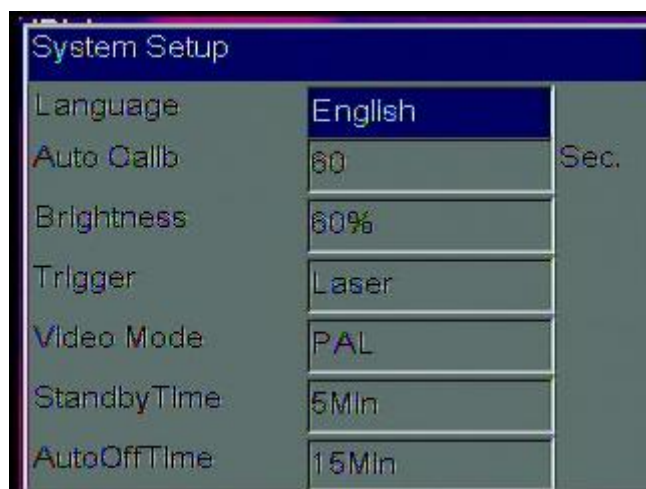 System Setup
Language English
Auto Calib 60 Sec.
Brightness 60%
Trigger Laser
Video Mode PAL
StandbyTime 5Min
AutoOffTime 15Min